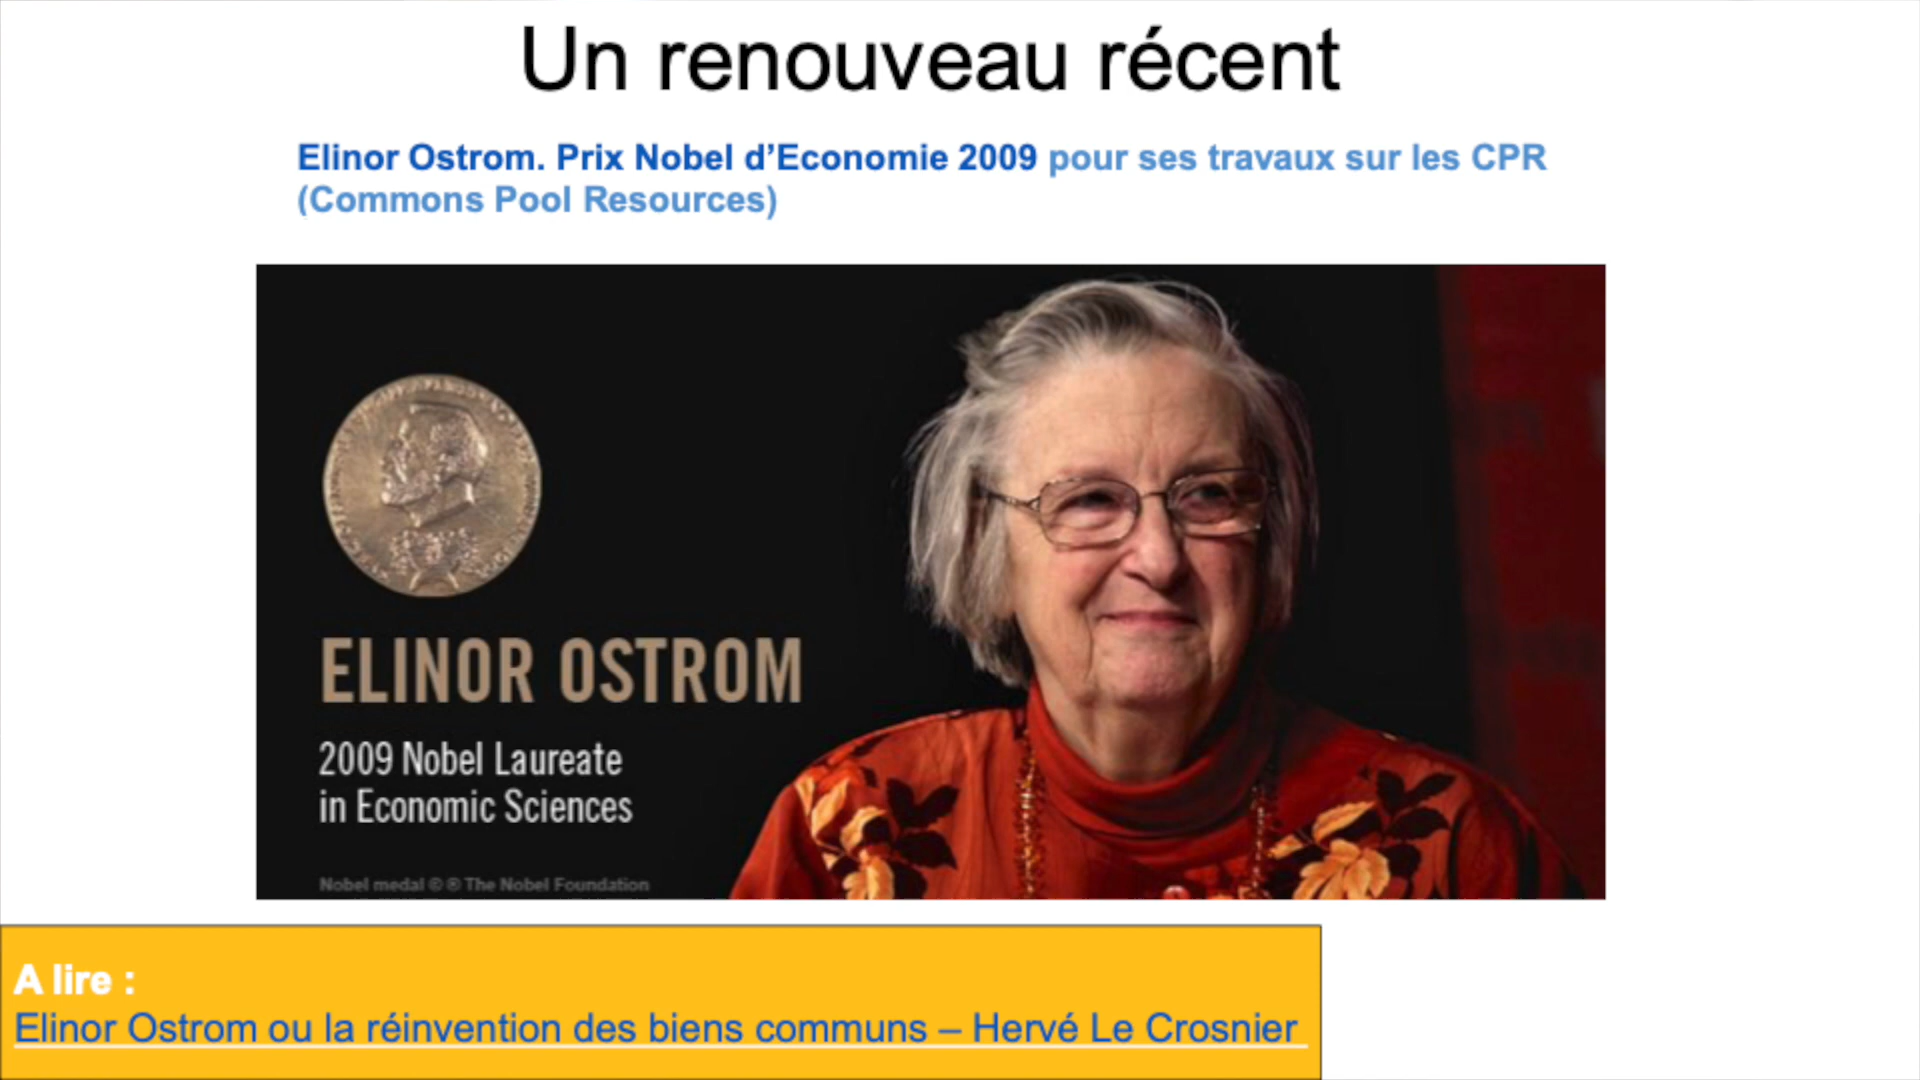 Un renouveau récent
Elinor Ostrom. Prix Nobel d’Economie 2009 pour ses travaux sur les CPR
(Commons Pool Resources)
ELINOR OSTROM
2009 Nobel Laureate
in Economic Sciences
Nobel medal © ® The Nobel Foundation
A lire :
Elinor Ostrom ou la réinvention des biens communs – Hervé Le Crosnier